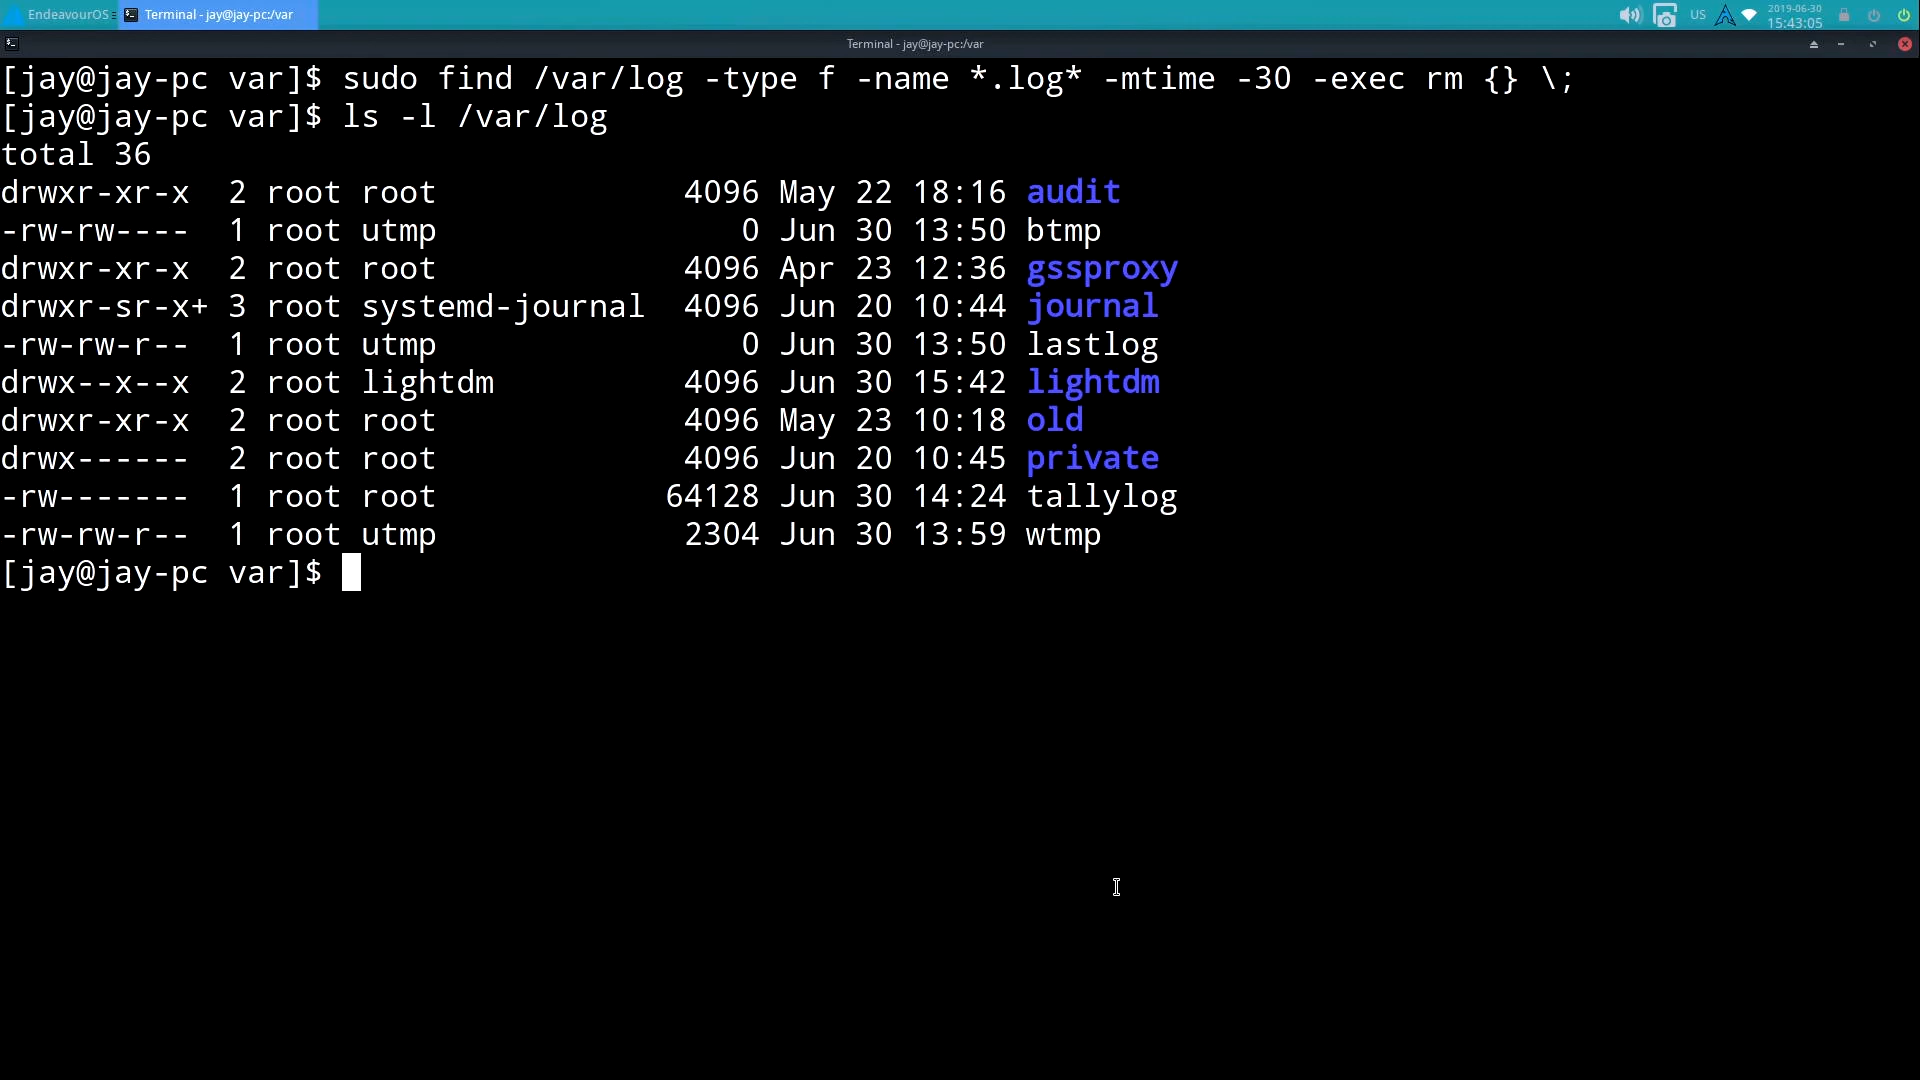 EndeavourOS Terminal - jay@jay-pc:/var US 2019-06-30
15:43:05
Terminal - jay@jay-pc:/var
[jay@jay-pc var]$ sudo find /var/log -type f -name *.log* -mtime -30 -exec rm {} \;
[jay@jay-pc var]$ ls -l /var/log
total 36
drwxr-xr-x  2 root root             4096 May 22 18:16 audit
-rw-rw----  1 root utmp                0 Jun 30 13:50 btmp
drwxr-xr-x  2 root root             4096 Apr 23 12:36 gssproxy
drwxr-sr-x+ 3 root systemd-journal  4096 Jun 20 10:44 journal
-rw-rw-r--  1 root utmp                0 Jun 30 13:50 lastlog
drwx--x--x  2 root lightdm          4096 Jun 30 15:42 lightdm
drwxr-xr-x  2 root root             4096 May 23 10:18 old
drwx------  2 root root             4096 Jun 20 10:45 private
-rw-------  1 root root            64128 Jun 30 14:24 tallylog
-rw-rw-r--  1 root utmp             2304 Jun 30 13:59 wtmp
[jay@jay-pc var]$